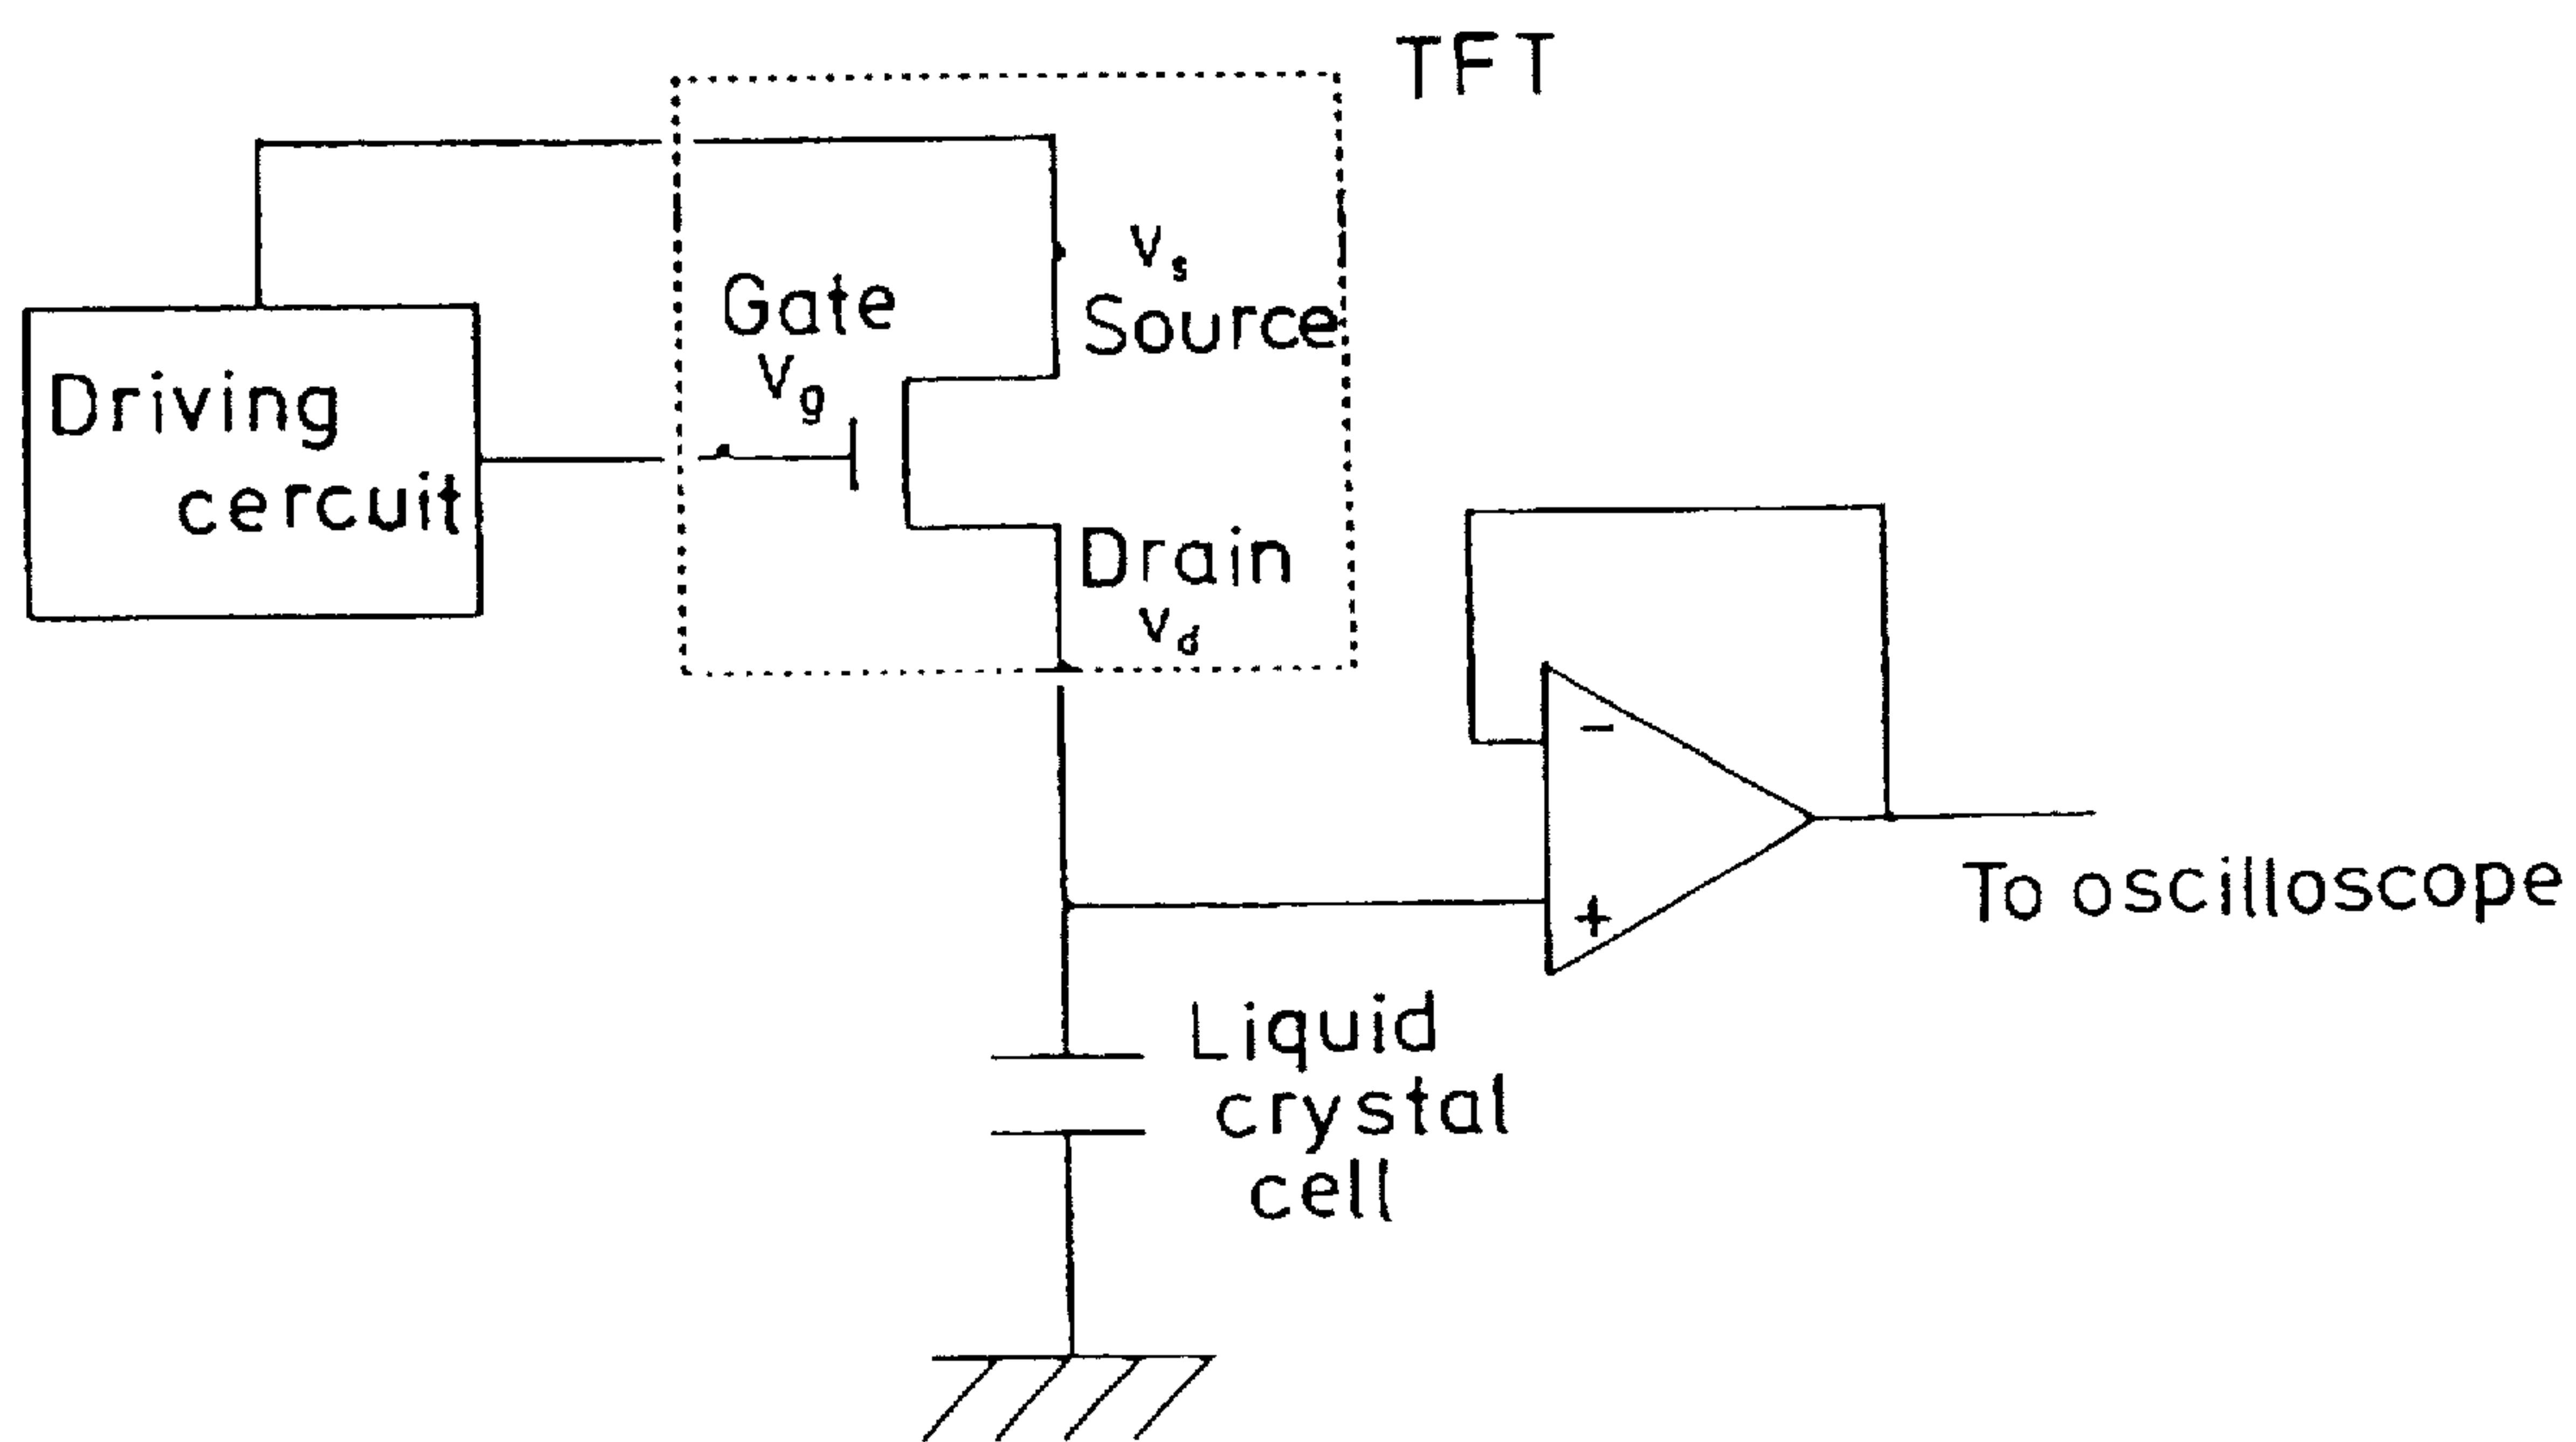 TFT
Driving
cercuit
Gate
Vg
Vs
Source
Drain
Vd
−
+
To oscilloscope
Liquid
crystal
cell